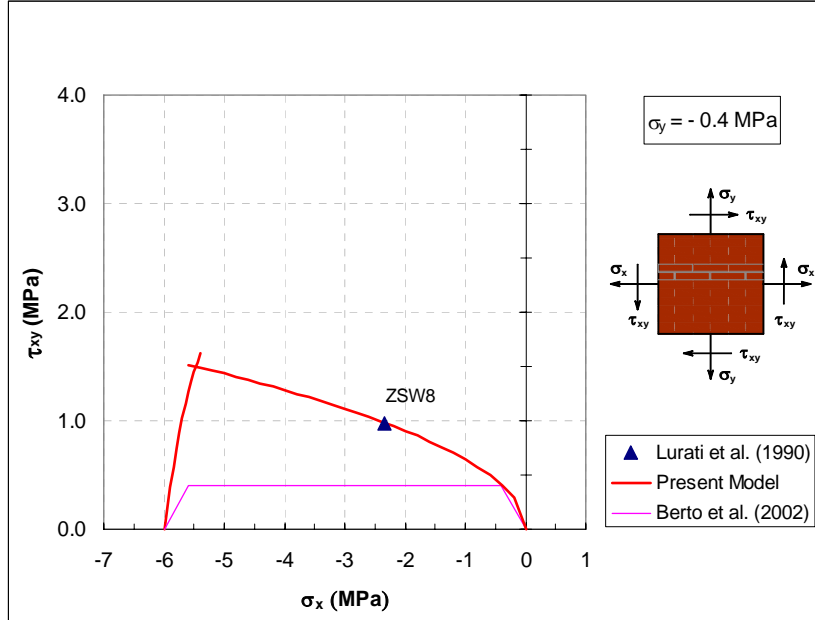 4.0
3.0
2.0
1.0
0.0
τxy (MPa)
-7 -6 -5 -4 -3 -2 -1 0 1
σx (MPa)
ZSW8
σy = - 0.4 MPa
σy
τxy
σx
σx
τxy
τxy
τxy
σy
Lurati et al. (1990)
Present Model
Berto et al. (2002)